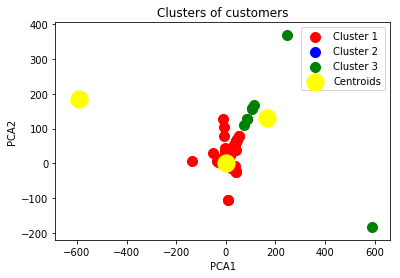 Clusters of customers
400
300
200
100
0
−100
−200
PCA2
Cluster 1
Cluster 2
Cluster 3
Centroids
−600
−400
−200
0
200
400
600
PCA1